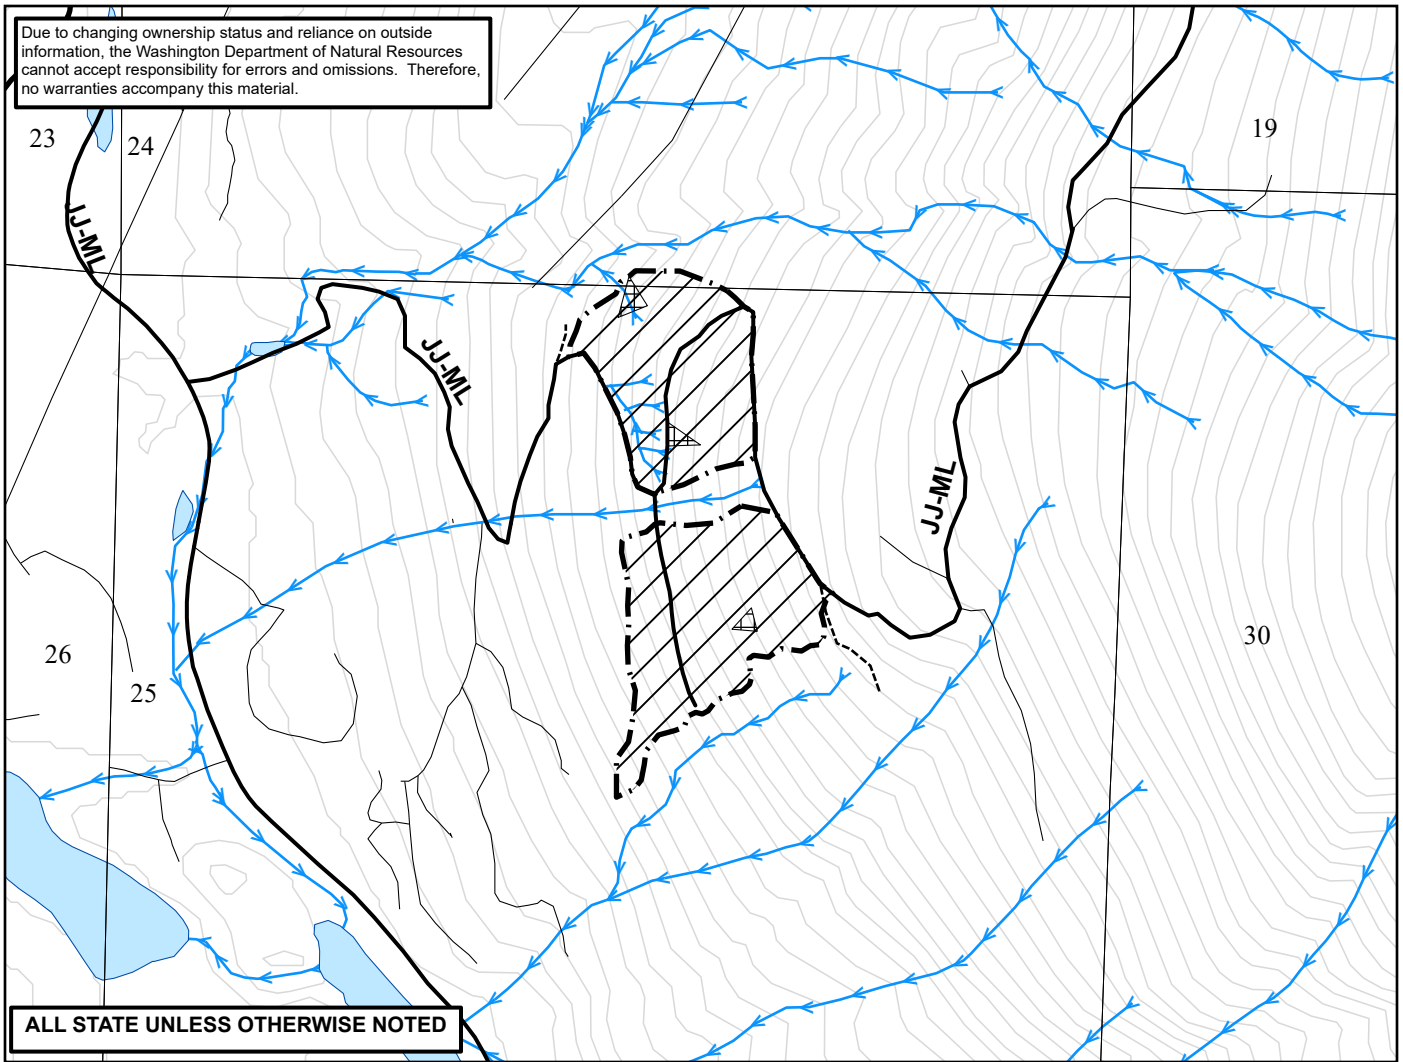 Due to changing ownership status and reliance on outside
information, the Washington Department of Natural Resources
cannot accept responsibility for errors and omissions. Therefore,
no warranties accompany this material.
23
24
19
JJ-ML
JJ-ML
JJ-ML
26
25
30
ALL STATE UNLESS OTHERWISE NOTED